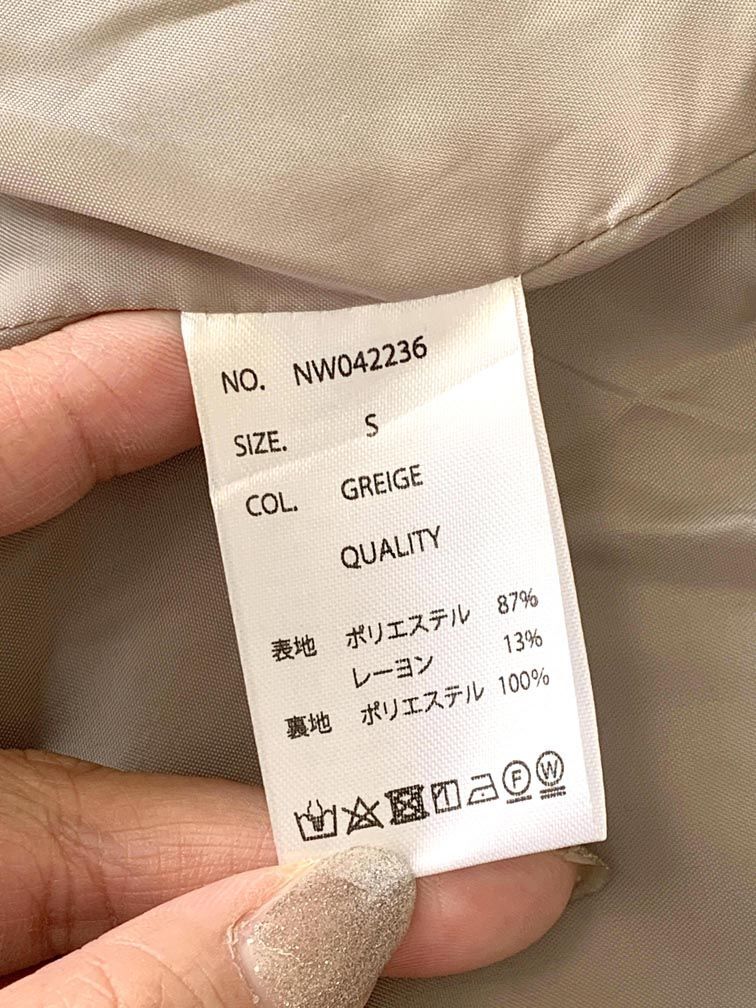 NO. NW042236
SIZE. S
COL. GREIGE
QUALITY
表地 ポリエステル 87%
レーヨン 13%
裏地 ポリエステル 100%
F W